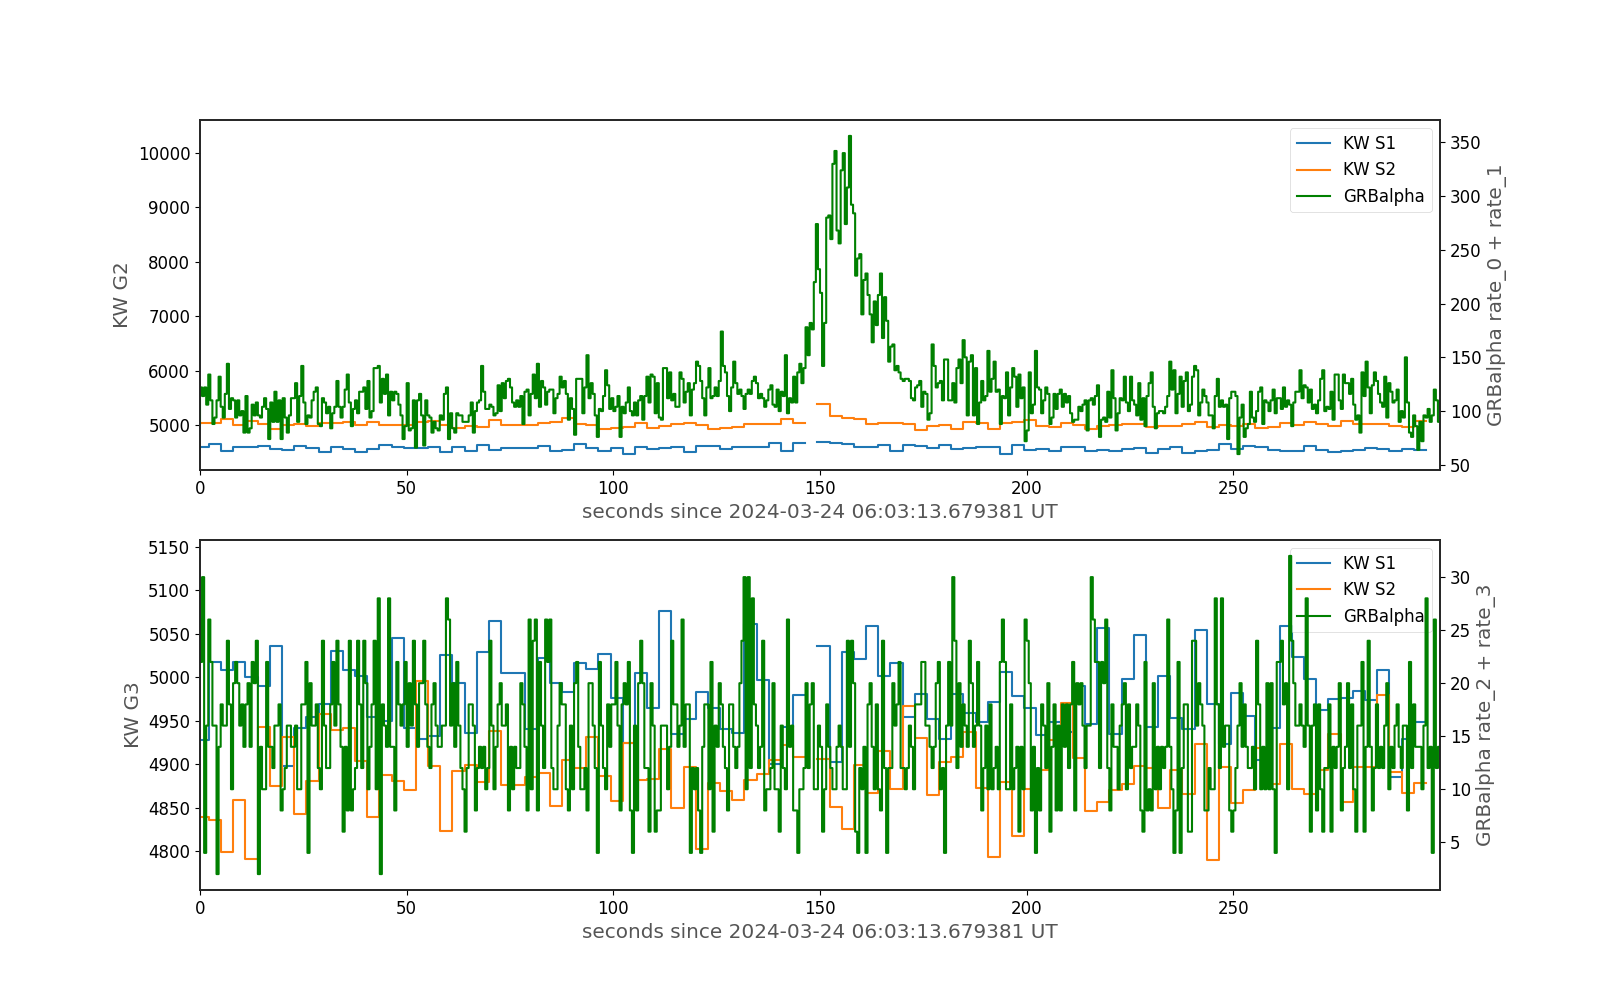 10000
9000
8000
7000
6000
5000
KW G2
350
300
250
200
150
100
50
GRBalpha rate_0 + rate_1
KW S1
KW S2
GRBalpha
0 50 100 150 200 250
seconds since 2024-03-24 06:03:13.679381 UT
5150
5100
5050
5000
4950
4900
4850
4800
KW G3
30
25
20
15
10
5
GRBalpha rate_2 + rate_3
KW S1
KW S2
GRBalpha
0 50 100 150 200 250
seconds since 2024-03-24 06:03:13.679381 UT